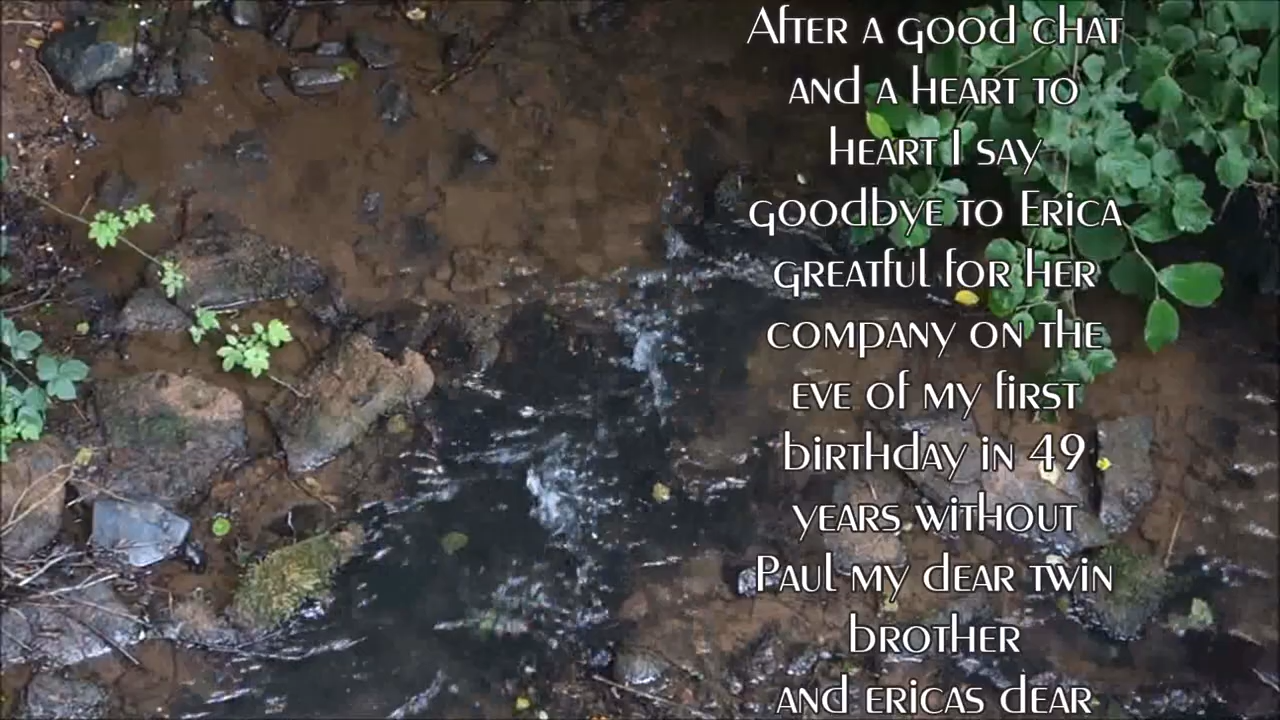 After a good chat
and a heart to
heart I say
goodbye to Erica
greatful for her
company on the
eve of my first
birthday in 49
years without
Paul my dear twin
brother
and ericas dear